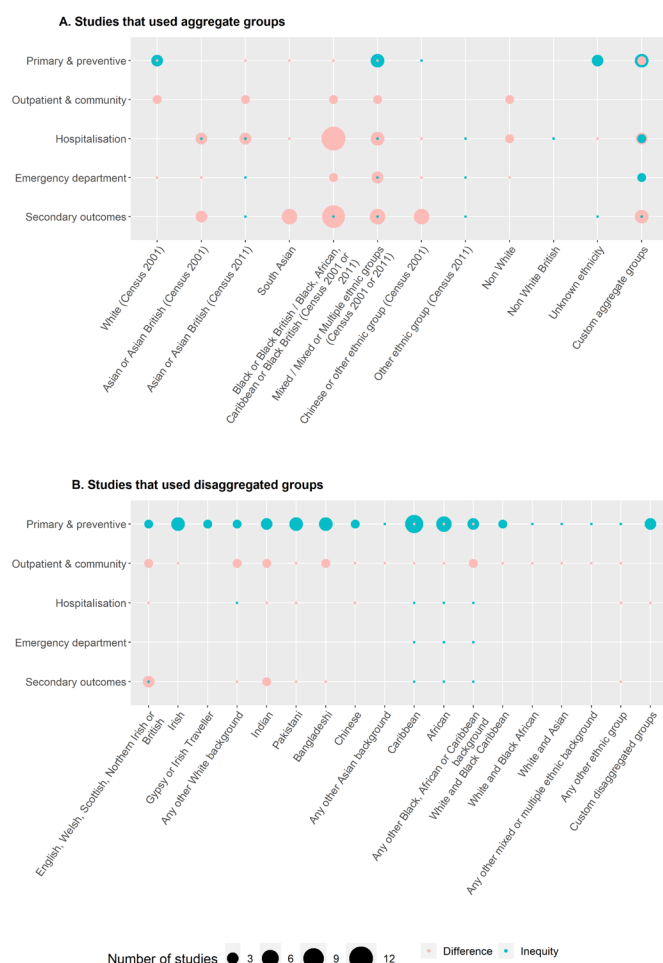 A. Studies that used aggregate groups
Primary & preventive
Outpatient & community
Hospitalisation
Emergency department
Secondary outcomes
White (Census 2001)
Asian or Asian British (Census 2001)
Asian or Asian British (Census 2011)
South Asian
Black or Black British / Black, African,
Caribbean or Black British (Census 2001 or
2011)
Mixed / Mixed or Multiple ethnic groups
(Census 2001 or 2011)
Chinese or other ethnic group (Census 2001)
Other ethnic group (Census 2011)
Non White
Non White British
Unknown ethnicity
Custom aggregate groups
B. Studies that used disaggregated groups
Primary & preventive
Outpatient & community
Hospitalisation
Emergency department
Secondary outcomes
English, Welsh, Scottish, Northern Irish or
British
Irish
Gypsy or Irish Traveller
Any other White background
Indian
Pakistani
Bangladeshi
Chinese
Any other Asian background
Caribbean
African
Any other Black, African or Caribbean
background
White and Black Caribbean
White and Black African
White and Asian
Any other mixed or multiple ethnic background
Any other ethnic group
Custom disaggregated groups
Number of studies 3 6 9 12 Difference Inequity